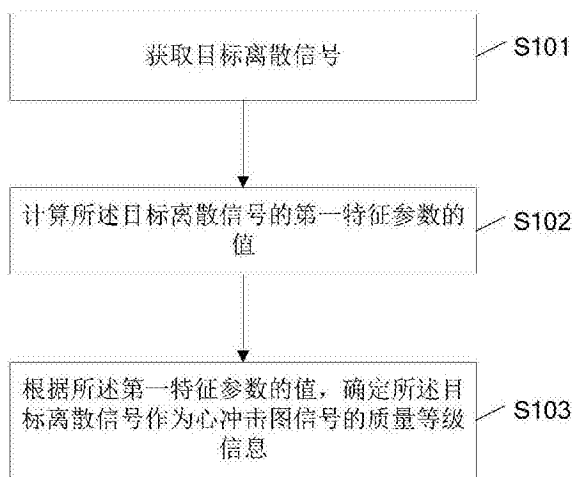 获取目标离散信号
S101
计算所述目标离散信号的第一特征参数的
值
S102
根据所述第一特征参数的值，确定所述目
标离散信号作为心冲击图信号的质量等级
信息
S103